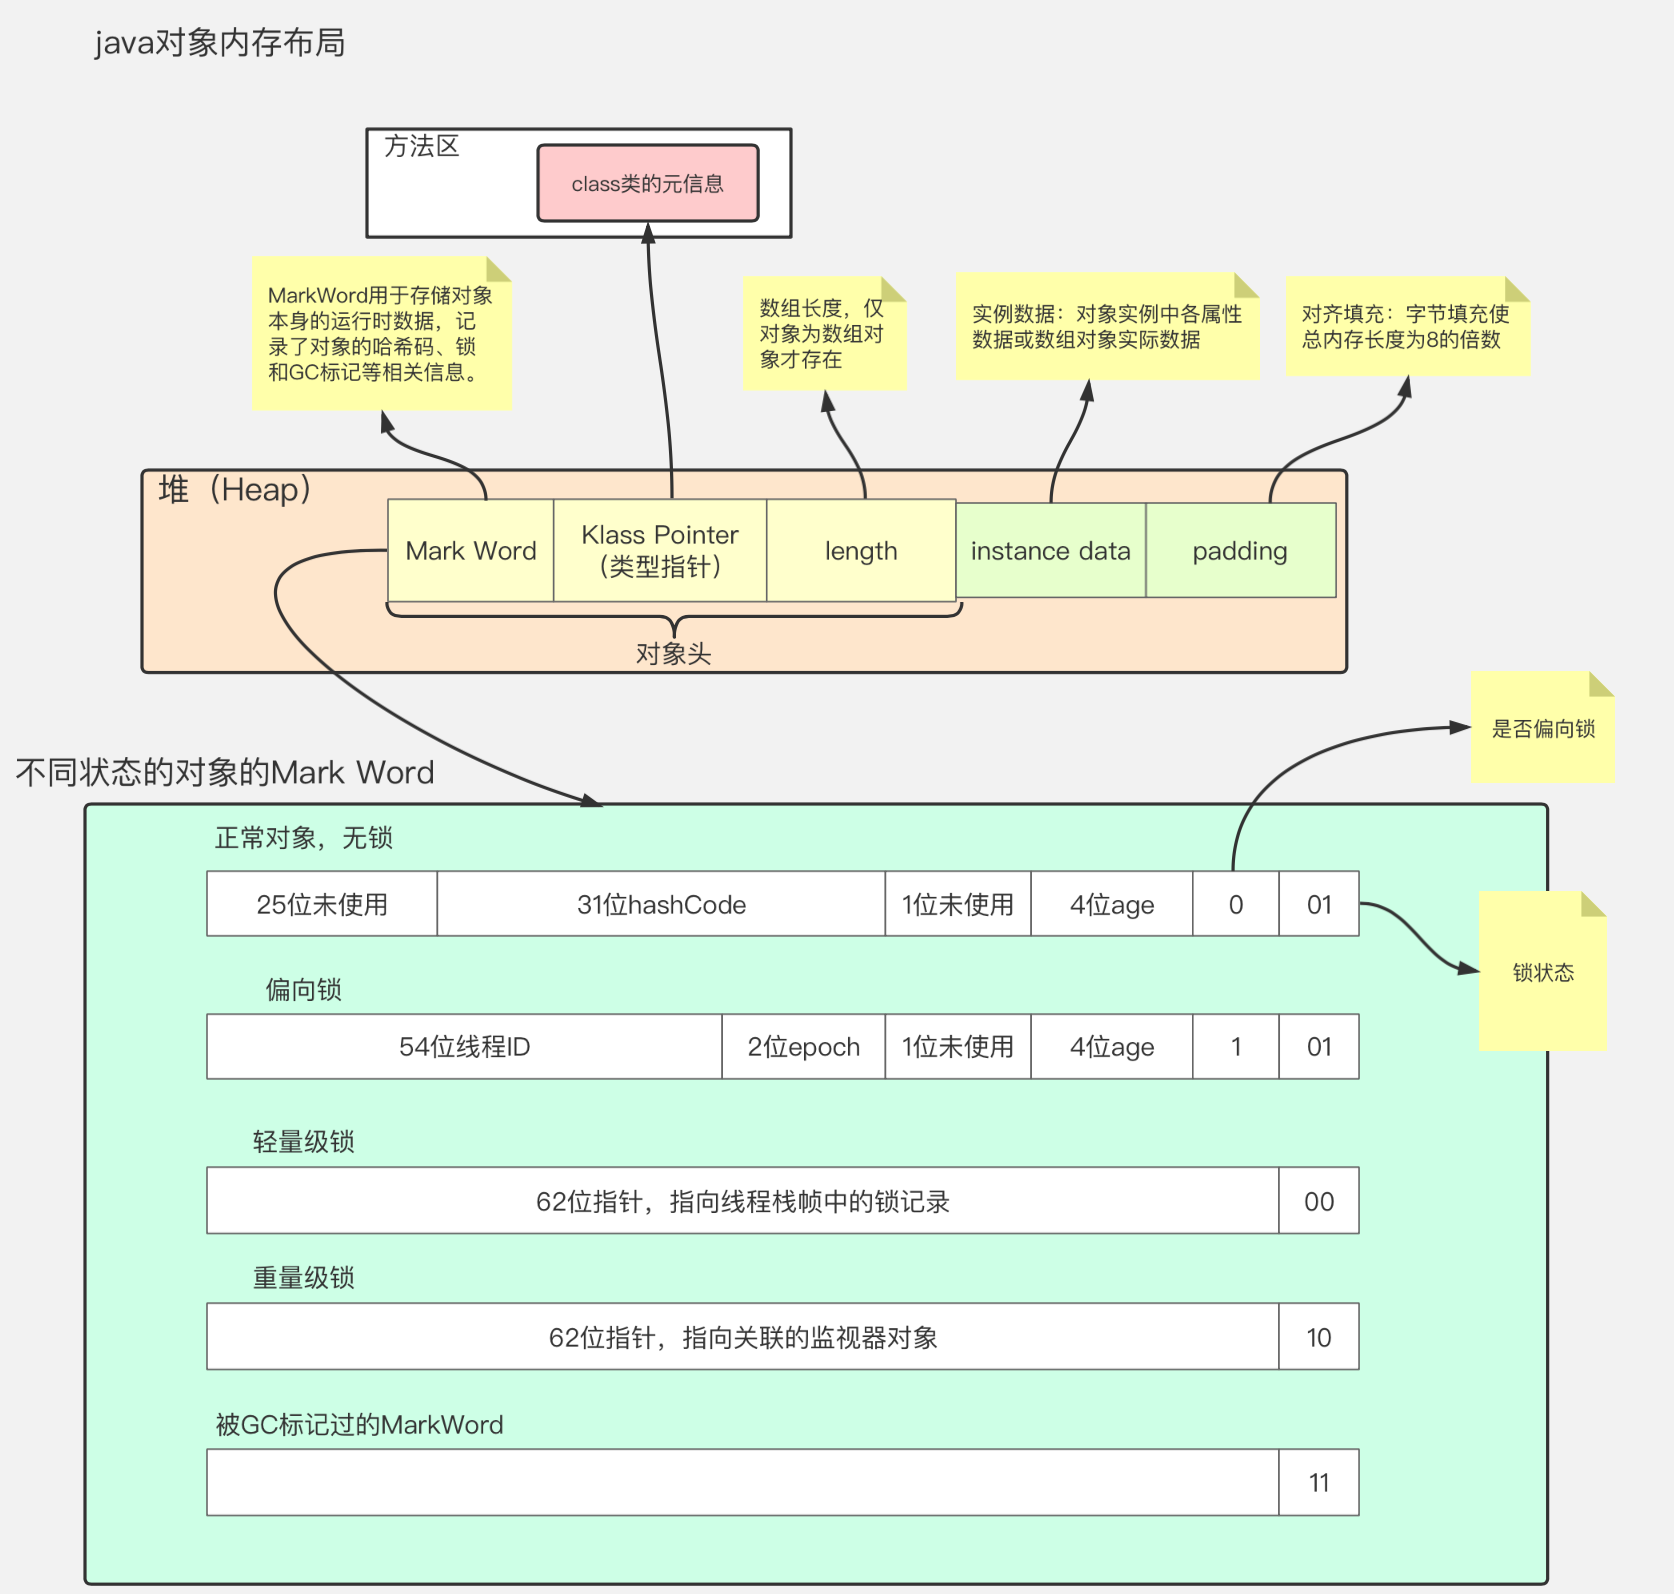 java对象内存布局
方法区
class类的元信息
MarkWord用于存储对象
本身的运行时数据，记
录了对象的哈希码、锁
和GC标记等相关信息。
数组长度，仅
对象为数组对
象才存在
实例数据：对象实例中各属性
数据或数组对象实际数据
对齐填充：字节填充使
总内存长度为8的倍数
堆（Heap）
Mark Word
Klass Pointer
（类型指针）
length
instance data
padding
对象头
是否偏向锁
不同状态的对象的Mark Word
正常对象，无锁
25位未使用
31位hashCode
1位未使用
4位age
0
01
锁状态
偏向锁
54位线程ID
2位epoch
1位未使用
4位age
1
01
轻量级锁
62位指针，指向线程栈帧中的锁记录
00
重量级锁
62位指针，指向关联的监视器对象
10
被GC标记过的MarkWord
11